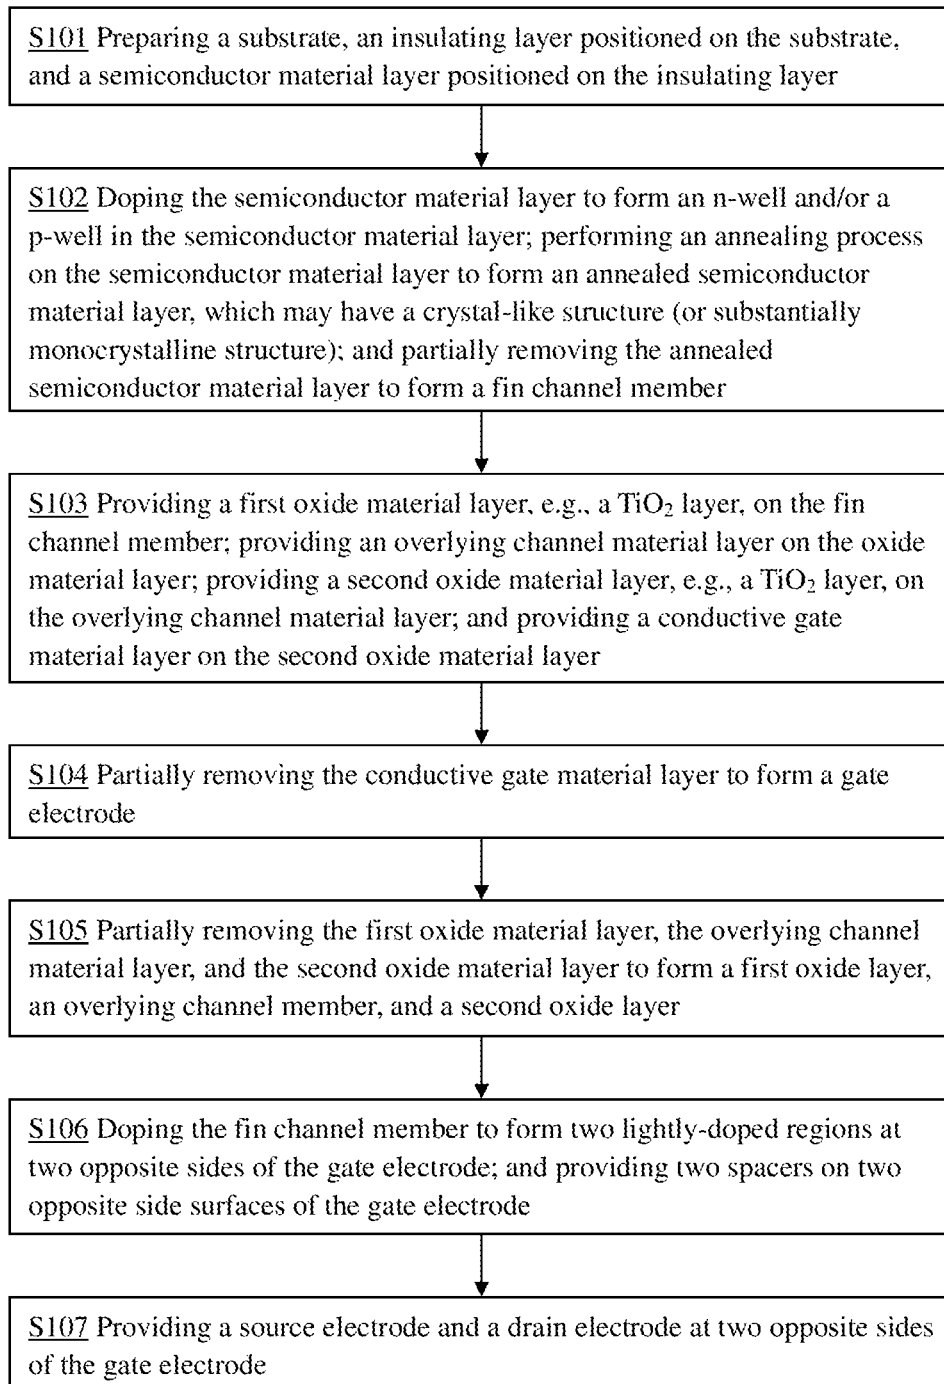 S101 Preparing a substrate, an insulating layer positioned on the substrate,
and a semiconductor material layer positioned on the insulating layer
S102 Doping the semiconductor material layer to form an n-well and/or a
p-well in the semiconductor material layer; performing an annealing process
on the semiconductor material layer to form an annealed semiconductor
material layer, which may have a crystal-like structure (or substantially
monocrystalline structure); and partially removing the annealed
semiconductor material layer to form a fin channel member
S103 Providing a first oxide material layer, e.g., a TiO₂ layer, on the fin
channel member; providing an overlying channel material layer on the oxide
material layer; providing a second oxide material layer, e.g., a TiO₂ layer, on
the overlying channel material layer; and providing a conductive gate
material layer on the second oxide material layer
S104 Partially removing the conductive gate material layer to form a gate
electrode
S105 Partially removing the first oxide material layer, the overlying channel
material layer, and the second oxide material layer to form a first oxide layer,
an overlying channel member, and a second oxide layer
S106 Doping the fin channel member to form two lightly-doped regions at
two opposite sides of the gate electrode; and providing two spacers on two
opposite side surfaces of the gate electrode
S107 Providing a source electrode and a drain electrode at two opposite sides
of the gate electrode